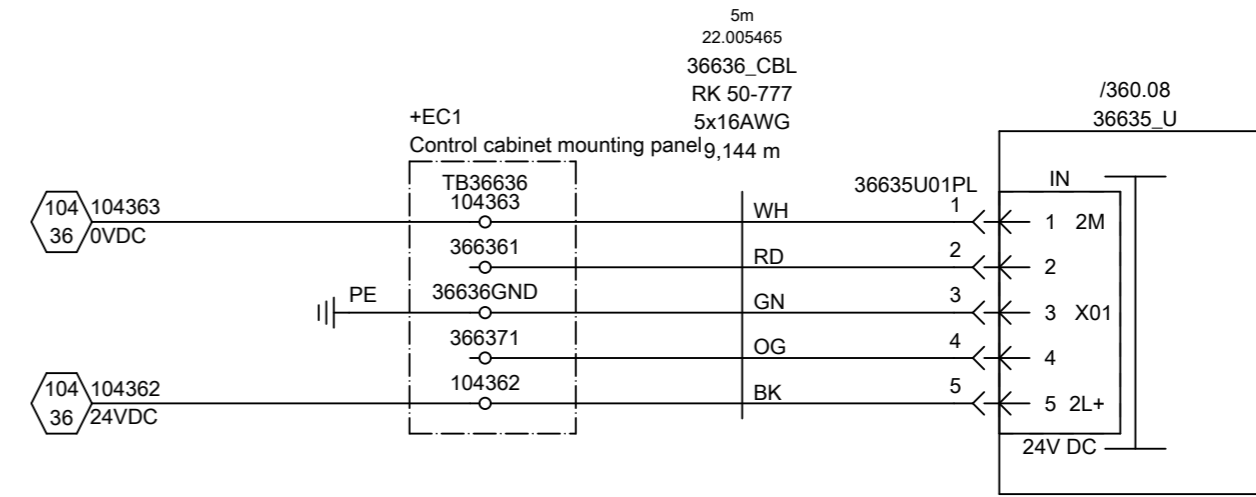 5m
22.005465
36636_CBL
RK 50-777
5x16AWG
9,144 m
/360.08
36635_U
+EC1
Control cabinet mounting panel
TB36636
36635U01PL
IN
104
36
104363
0VDC
104363
WH
1
1
2M
366361
RD
2
2
PE
36636GND
GN
3
3
X01
366371
OG
4
4
104
36
104362
24VDC
104362
BK
5
5
2L+
24V DC